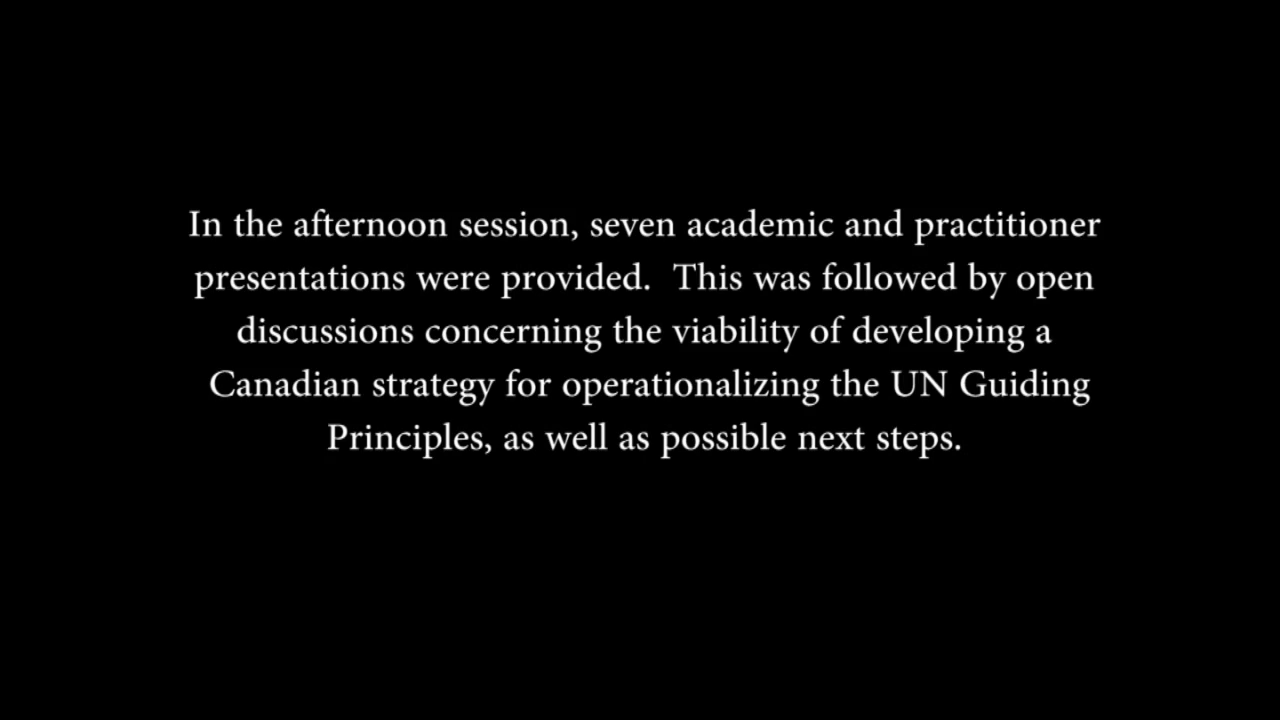 In the afternoon session, seven academic and practitioner
presentations were provided.  This was followed by open
discussions concerning the viability of developing a
Canadian strategy for operationalizing the UN Guiding
Principles, as well as possible next steps.